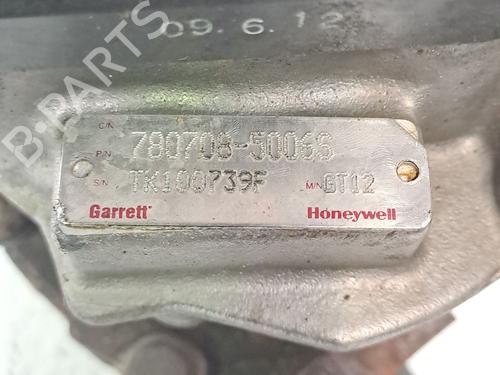 09.6.12
B-PARTS
C/N
P/N 780708-5006S
S/N TK100739F M/N GT12
Garrett Honeywell